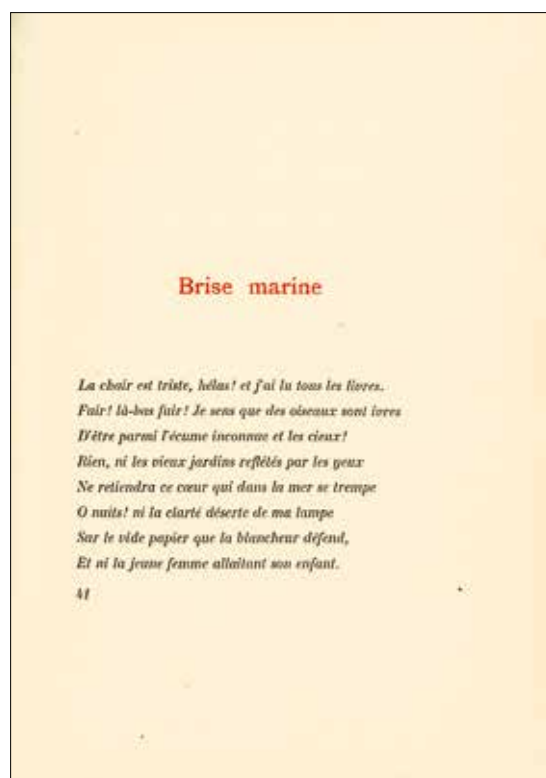 Brise marine
La chair est triste, hélas! et j'ai lu tous les livres.
Fuir! là-bas fuir! Je sens que des oiseaux sont ivres
D'être parmi l'écume inconnue et les cieux!
Rien, ni les vieux jardins reflétés par les yeux
Ne retiendra ce cœur qui dans la mer se trempe
O nuits! ni la clarté déserte de ma lampe
Sur le vide papier que la blancheur défend,
Et ni la jeune femme allaitant son enfant.
41